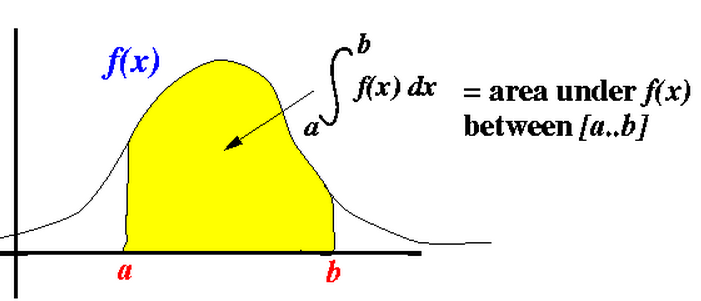 f(x)
b
∫ f(x) dx = area under f(x)
a between [a..b]
a
b